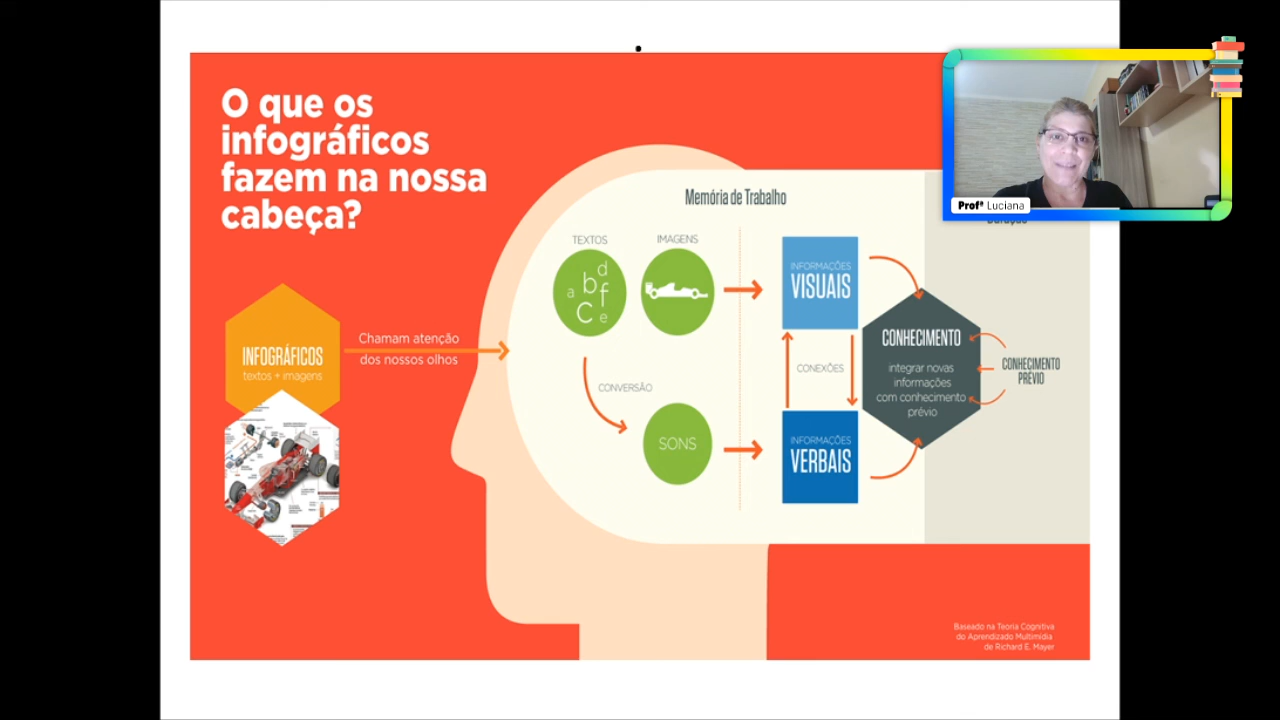 O que os
infográficos
fazem na nossa
cabeça?
INFOGRÁFICOS
textos + imagens
Chamam atenção
dos nossos olhos
Memória de Trabalho
TEXTOS
IMAGENS
a b d
c f e
CONVERSÃO
SONS
INFORMAÇÕES
VISUAIS
CONEXÕES
INFORMAÇÕES
VERBAIS
CONHECIMENTO
integrar novas
informações
com conhecimento
prévio
CONHECIMENTO
PRÉVIO
Profª Luciana
Baseado na Teoria Cognitiva
do Aprendizado Multimídia
de Richard E. Mayer